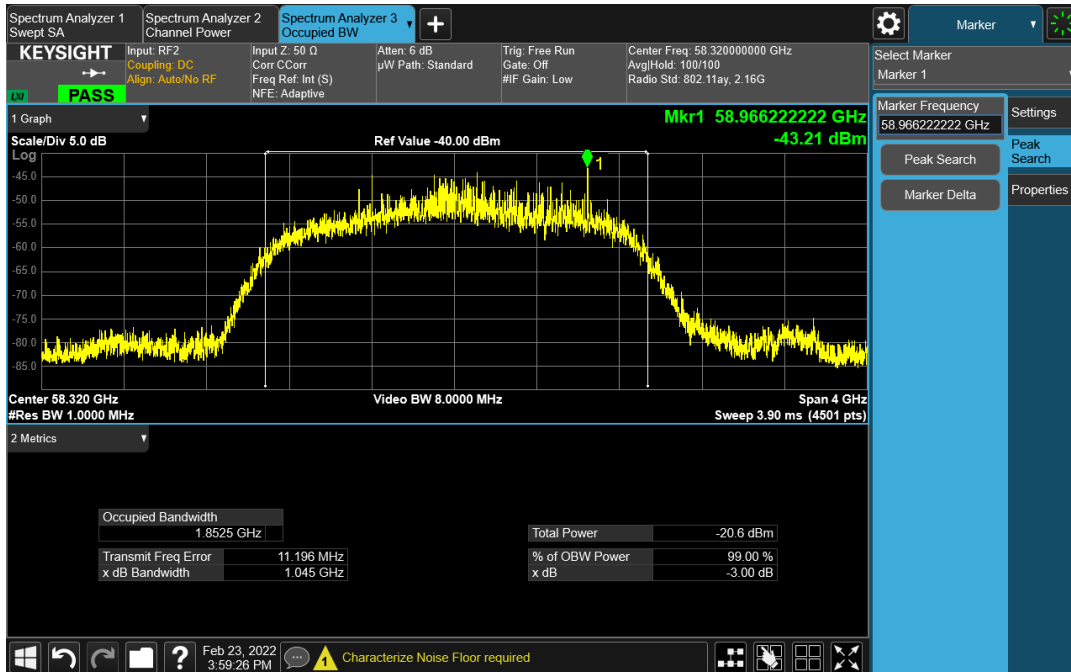 Spectrum Analyzer 1
Swept SA
Spectrum Analyzer 2
Channel Power
Spectrum Analyzer 3
Occupied BW
Marker
KEYSIGHT
LXI
PASS
Input: RF2
Coupling: DC
Align: Auto/No RF
Input Z: 50 Ω
Corr CCorr
Freq Ref: Int (S)
NFE: Adaptive
Atten: 6 dB
µW Path: Standard
Trig: Free Run
Gate: Off
#IF Gain: Low
Center Freq: 58.320000000 GHz
Avg|Hold: 100/100
Radio Std: 802.11ay, 2.16G
Select Marker
Marker 1
Marker Frequency
58.966222222 GHz
Peak Search
Marker Delta
Settings
Peak
Search
Properties
1 Graph
Mkr1 58.966222222 GHz
Scale/Div 5.0 dB
Ref Value -40.00 dBm
-43.21 dBm
Log
1
-45.0
-50.0
-55.0
-60.0
-65.0
-70.0
-75.0
-80.0
-85.0
Center 58.320 GHz
Video BW 8.0000 MHz
Span 4 GHz
#Res BW 1.0000 MHz
Sweep 3.90 ms (4501 pts)
2 Metrics
Occupied Bandwidth
1.8525 GHz
Total Power -20.6 dBm
Transmit Freq Error 11.196 MHz
% of OBW Power 99.00 %
x dB Bandwidth 1.045 GHz
x dB -3.00 dB
?
Feb 23, 2022
3:59:26 PM
1
Characterize Noise Floor required